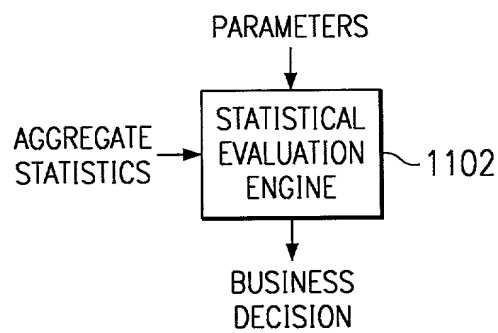 PARAMETERS
AGGREGATE
STATISTICS
STATISTICAL
EVALUATION
ENGINE
1102
BUSINESS
DECISION